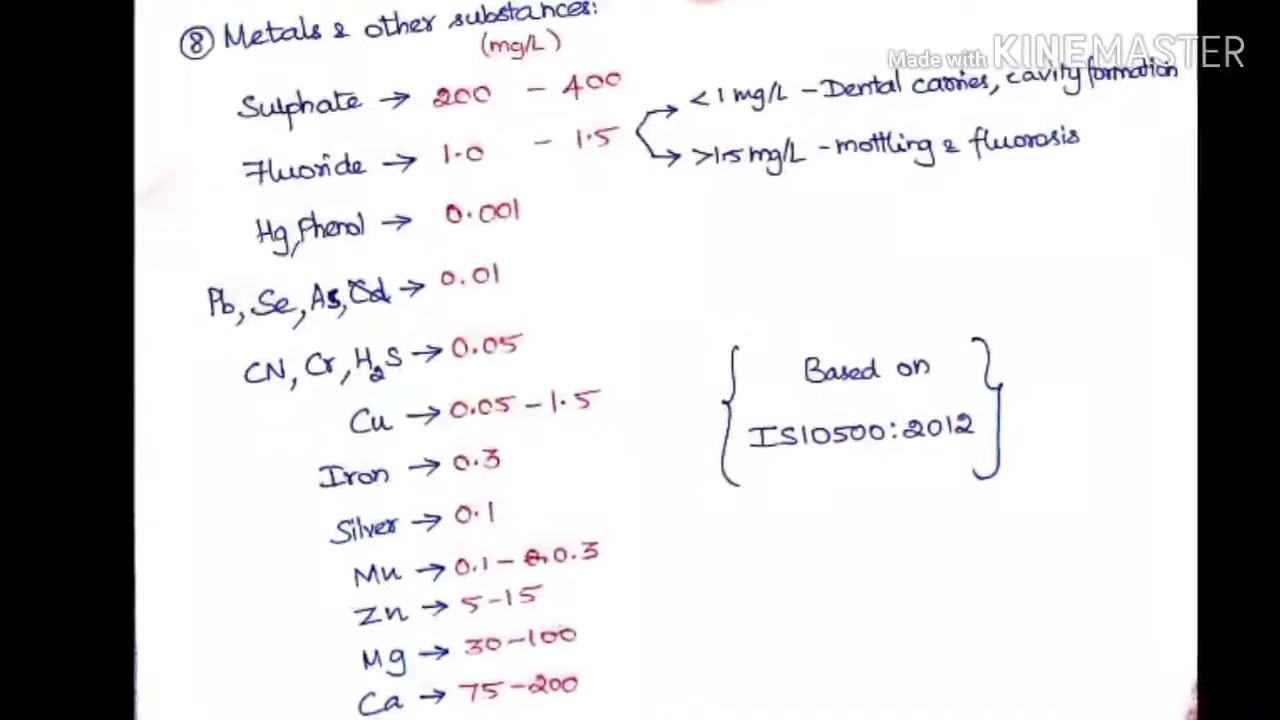 ⑧ Metals & other substances:
(mg/L)
Made with KINEMASTER
Sulphate → 200 - 400
<1 mg/L - Dental carries, cavity formation
Fluoride → 1.0 - 1.5
>1.5 mg/L - mottling & fluorosis
Hg, Phenol → 0.001
Pb, Se, As, Cd → 0.01
CN, Cr, H₂S → 0.05
Cu → 0.05 - 1.5
Based on
IS10500:2012
Iron → 0.3
Silver → 0.1
Mn → 0.1 - 0.3
Zn → 5-15
Mg → 30-100
Ca → 75-200